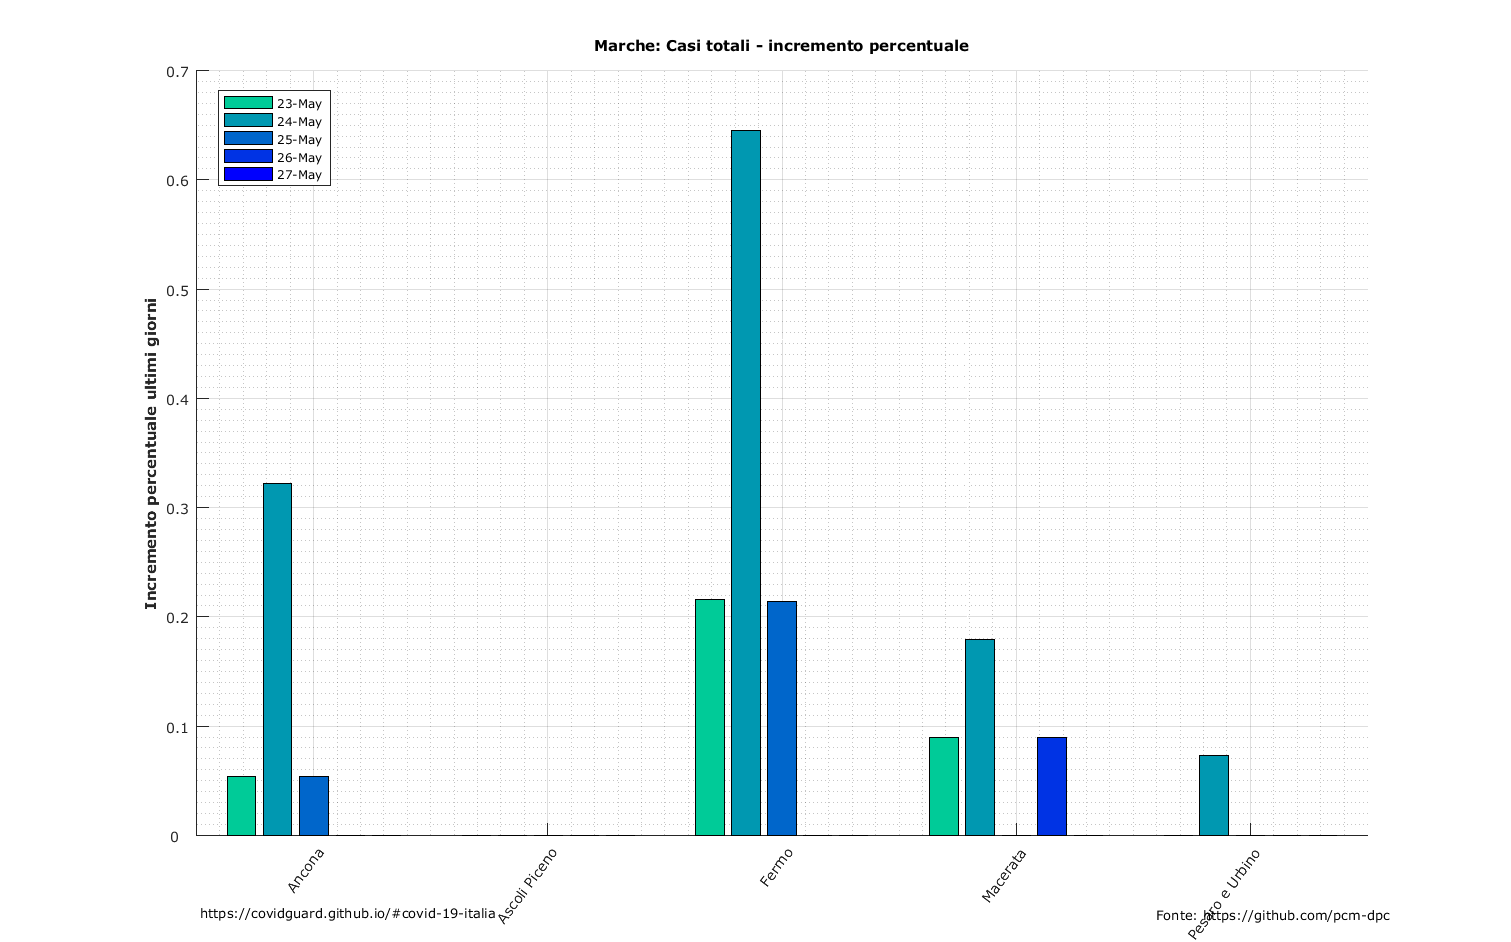 Marche: Casi totali - incremento percentuale
0.7
0.6
0.5
0.4
0.3
0.2
0.1
0
Incremento percentuale ultimi giorni
23-May
24-May
25-May
26-May
27-May
Ancona
Ascoli Piceno
Fermo
Macerata
Pesaro e Urbino
https://covidguard.github.io/#covid-19-italia
Fonte: https://github.com/pcm-dpc